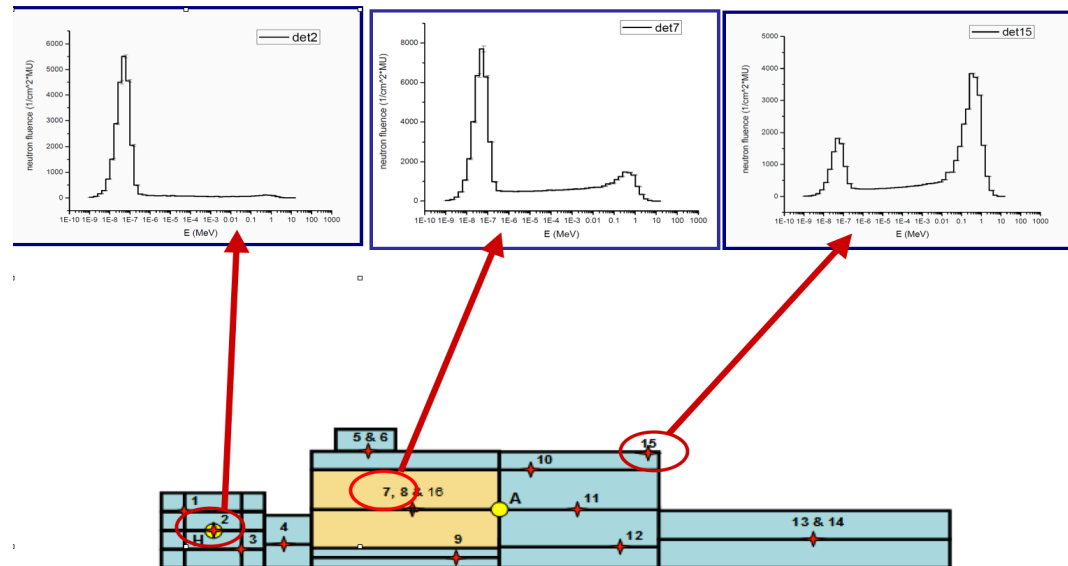 det2
neutron fluence (1/cm^2*MU)
6000
5000
4000
3000
2000
1000
0
1E-10 1E-9 1E-8 1E-7 1E-6 1E-5 1E-4 1E-3 0.01 0.1 1 10 100 1000
E (MeV)
det7
neutron fluence (1/cm^2*MU)
8000
6000
4000
2000
0
1E-10 1E-9 1E-8 1E-7 1E-6 1E-5 1E-4 1E-3 0.01 0.1 1 10 100 1000
E (MeV)
det15
neutron fluence (1/cm^2*MU)
5000
4000
3000
2000
1000
0
1E-10 1E-9 1E-8 1E-7 1E-6 1E-5 1E-4 1E-3 0.01 0.1 1 10 100 1000
E (MeV)
5 & 6
15
10
7, 8 & 16
A
11
1
2
H
3
4
9
12
13 & 14